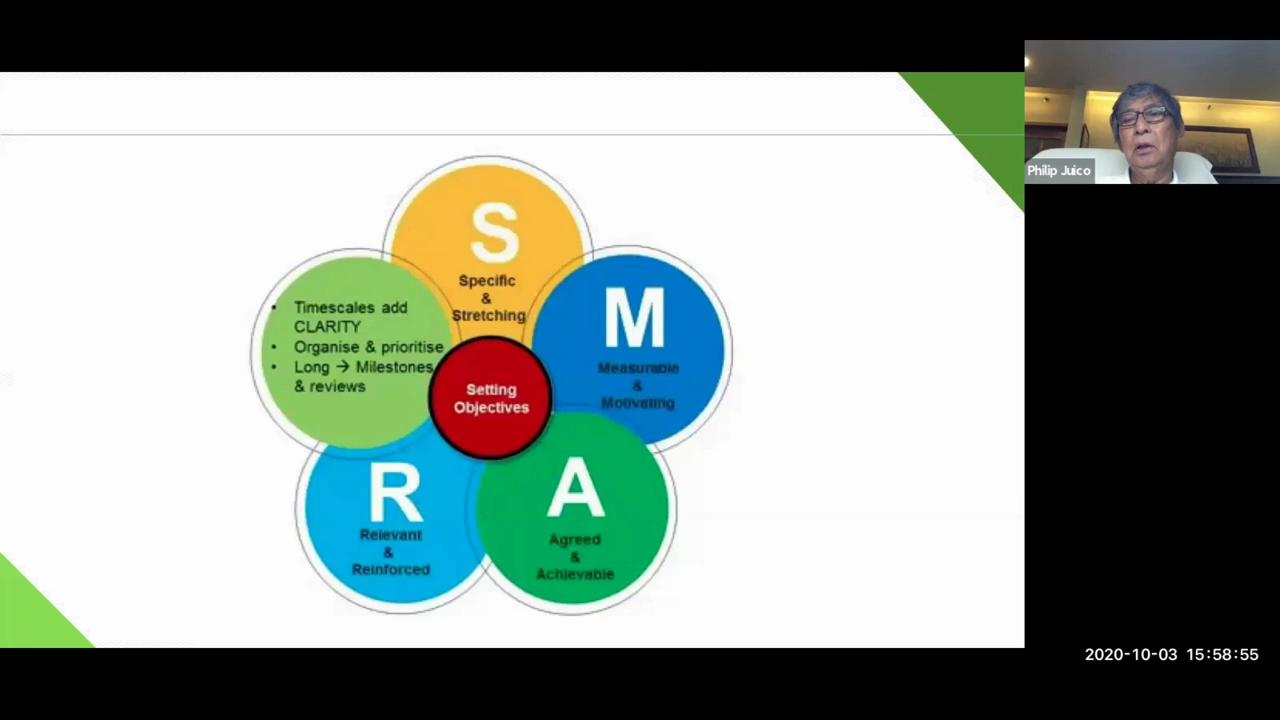 S
Specific
&
Stretching
M
Measurable
&
Motivating
A
Agreed
&
Achievable
R
Relevant
&
Reinforced
• Timescales add
CLARITY
• Organise & prioritise
• Long → Milestones
& reviews
Setting
Objectives
Philip Juico
2020-10-03 15:58:55